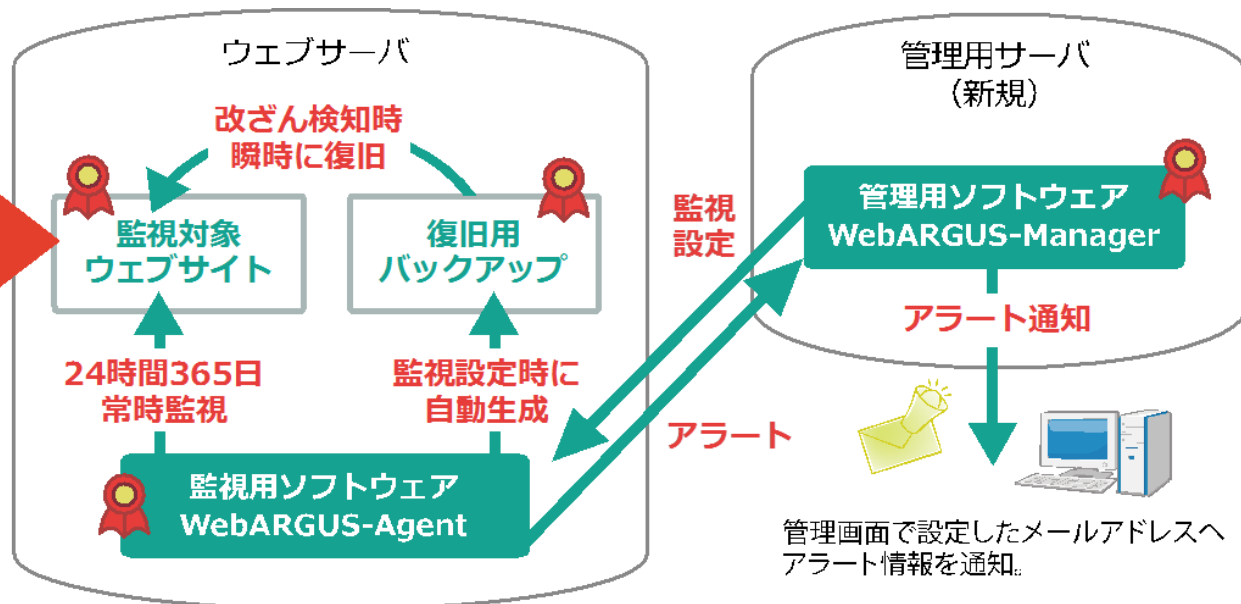 ウェブサーバ
改ざん検知時
瞬時に復旧
監視対象
ウェブサイト
復旧用
バックアップ
24時間365日
常時監視
監視設定時に
自動生成
監視用ソフトウェア
WebARGUS-Agent
監視
設定
アラート
管理用サーバ
(新規)
管理用ソフトウェア
WebARGUS-Manager
アラート通知
管理画面で設定したメールアドレスへ
アラート情報を通知。